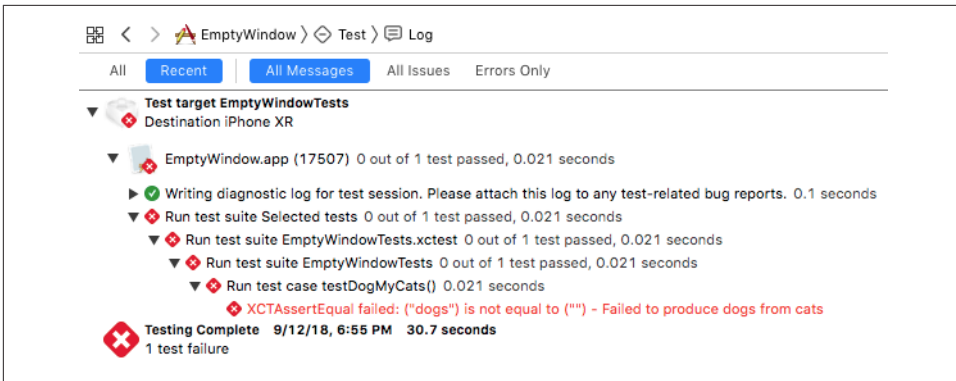 EmptyWindow 〉 Test 〉 Log
All Recent All Messages All Issues Errors Only
Test target EmptyWindowTests
Destination iPhone XR
EmptyWindow.app (17507) 0 out of 1 test passed, 0.021 seconds
Writing diagnostic log for test session. Please attach this log to any test-related bug reports. 0.1 seconds
Run test suite Selected tests 0 out of 1 test passed, 0.021 seconds
Run test suite EmptyWindowTests.xctest 0 out of 1 test passed, 0.021 seconds
Run test suite EmptyWindowTests 0 out of 1 test passed, 0.021 seconds
Run test case testDogMyCats() 0.021 seconds
XCTAssertEqual failed: ("dogs") is not equal to ("") - Failed to produce dogs from cats
Testing Complete 9/12/18, 6:55 PM 30.7 seconds
1 test failure